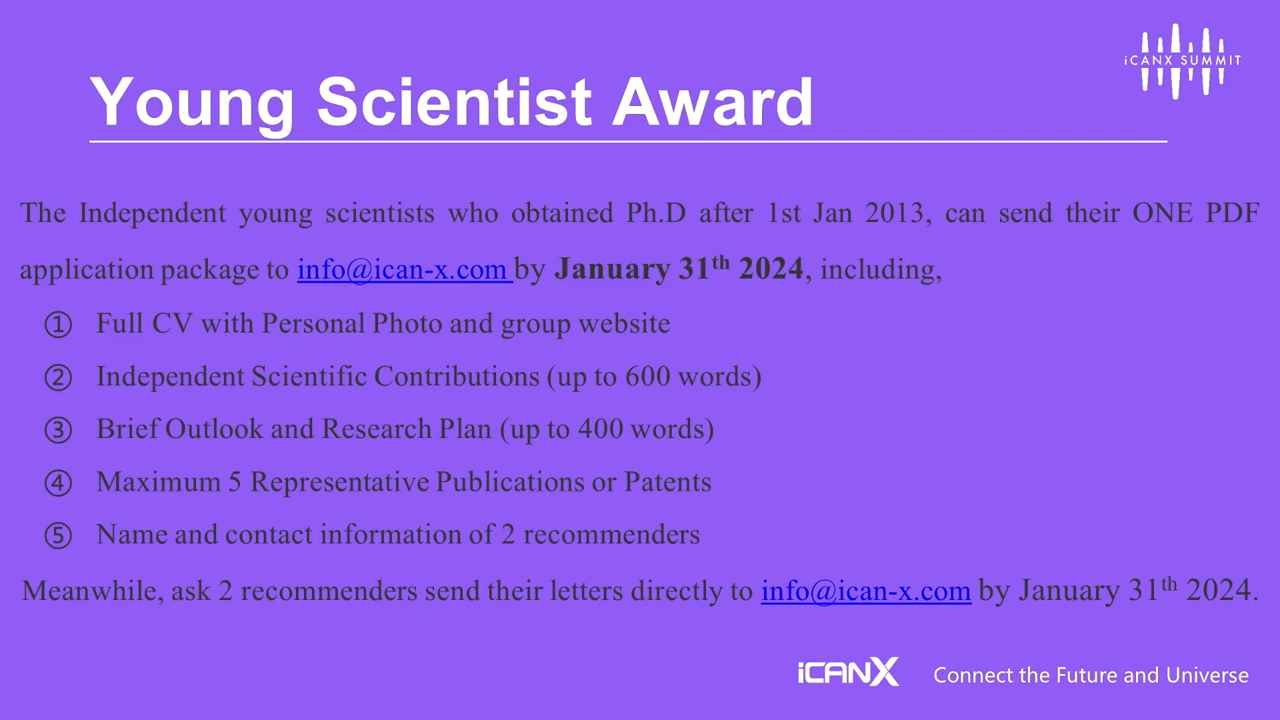 iCANX SUMMIT
Young Scientist Award
The Independent young scientists who obtained Ph.D after 1st Jan 2013, can send their ONE PDF
application package to info@ican-x.com by January 31th 2024, including,
① Full CV with Personal Photo and group website
② Independent Scientific Contributions (up to 600 words)
③ Brief Outlook and Research Plan (up to 400 words)
④ Maximum 5 Representative Publications or Patents
⑤ Name and contact information of 2 recommenders
Meanwhile, ask 2 recommenders send their letters directly to info@ican-x.com by January 31th 2024.
iCANX Connect the Future and Universe